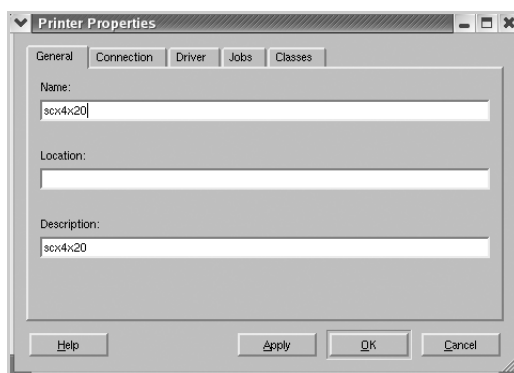 Printer Properties
General Connection Driver Jobs Classes
Name:
scx4x20
Location:
Description:
scx4x20
Help Apply OK Cancel